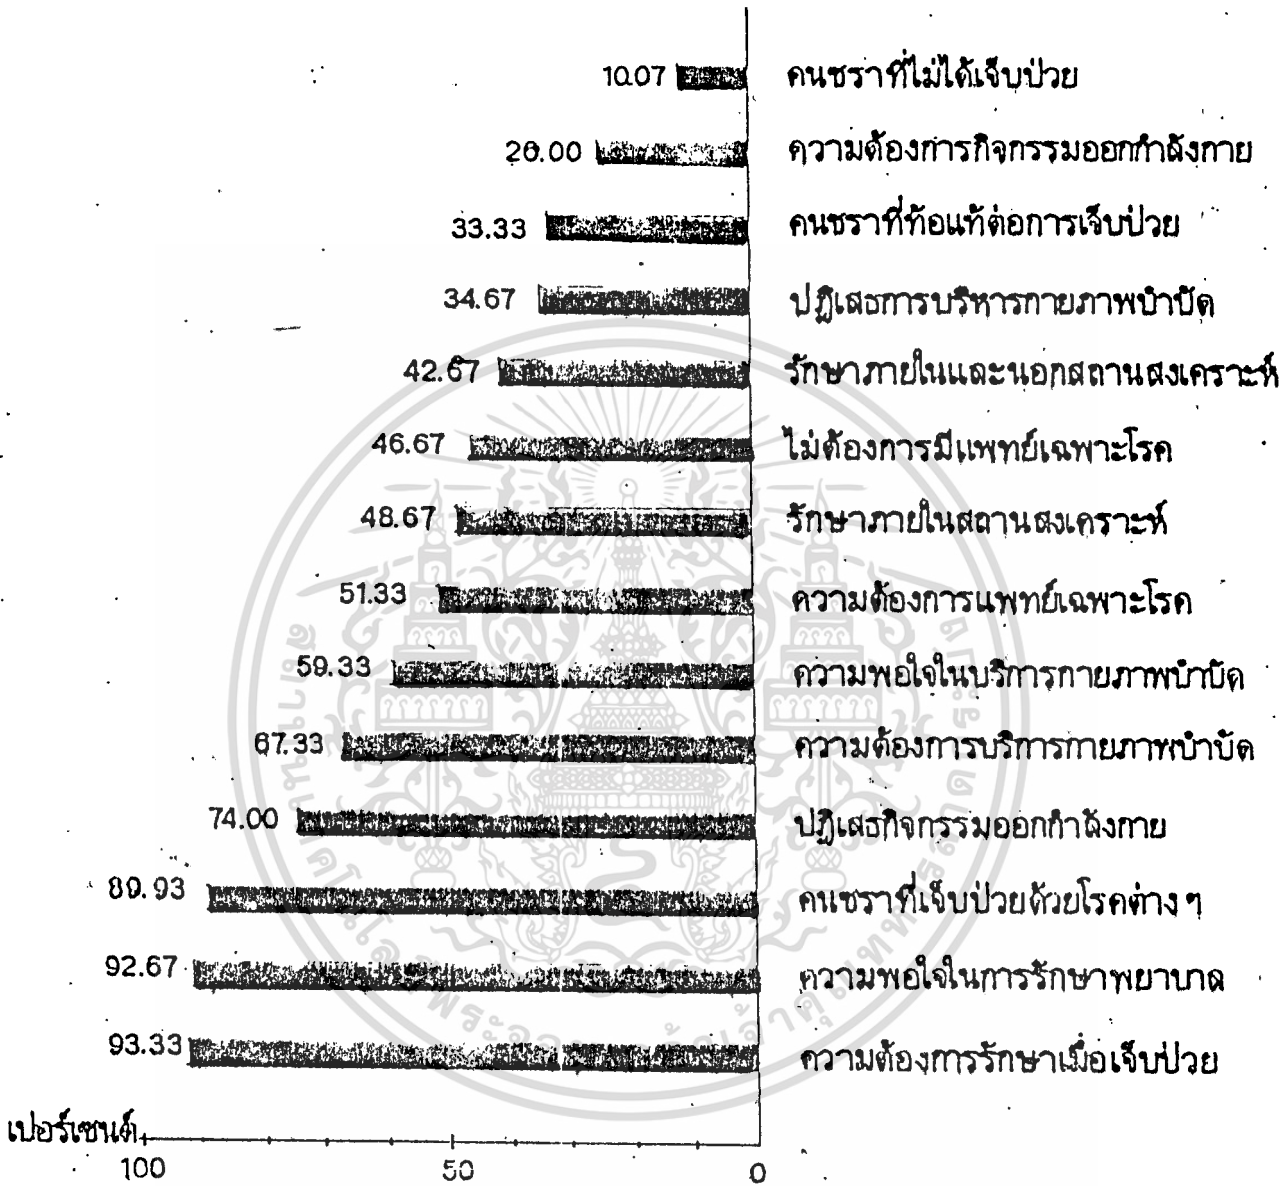 10.07 คนชราที่ไม่ได้เจ็บป่วย
26.00 ความต้องการกิจกรรมออกกำลังกาย
33.33 คนชราที่ท้อแท้ต่อการเจ็บป่วย
34.67 ปฏิเสธการบริหารกายภาพบำบัด
42.67 รักษาภายในและนอกสถานสงเคราะห์
46.67 ไม่ต้องการมีแพทย์เฉพาะโรค
48.67 รักษาภายในสถานสงเคราะห์
51.33 ความต้องการแพทย์เฉพาะโรค
59.33 ความพอใจในบริการกายภาพบำบัด
67.33 ความต้องการบริการกายภาพบำบัด
74.00 ปฏิเสธกิจกรรมออกกำลังกาย
89.93 คนชราที่เจ็บป่วยด้วยโรคต่าง ๆ
92.67 ความพอใจในการรักษาพยาบาล
93.33 ความต้องการรักษาเมื่อเจ็บป่วย
เปอร์เซนต์
100 50 0